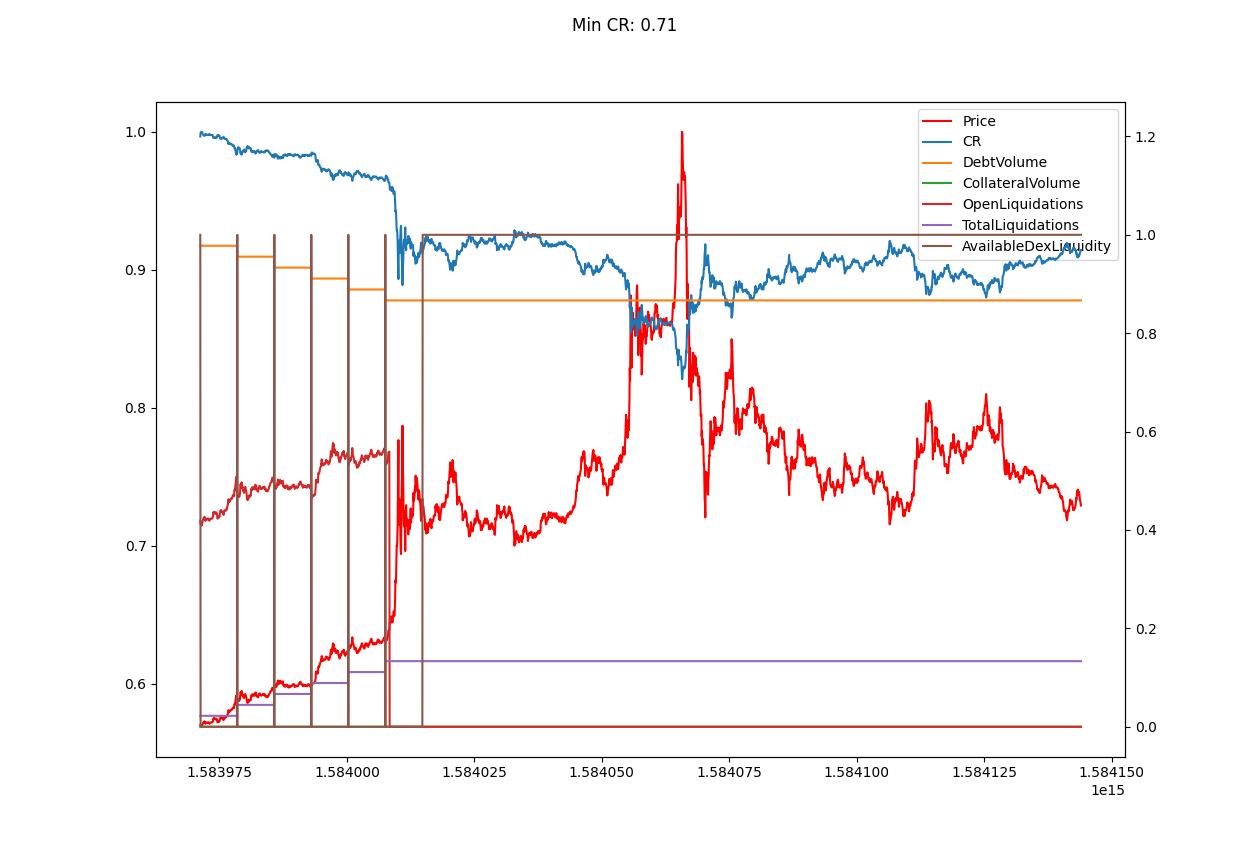 Min CR: 0.71
1.0
0.9
0.8
0.7
0.6
1.2
1.0
0.8
0.6
0.4
0.2
0.0
Price
CR
DebtVolume
CollateralVolume
OpenLiquidations
TotalLiquidations
AvailableDexLiquidity
1.583975 1.584000 1.584025 1.584050 1.584075 1.584100 1.584125 1.584150
1e15